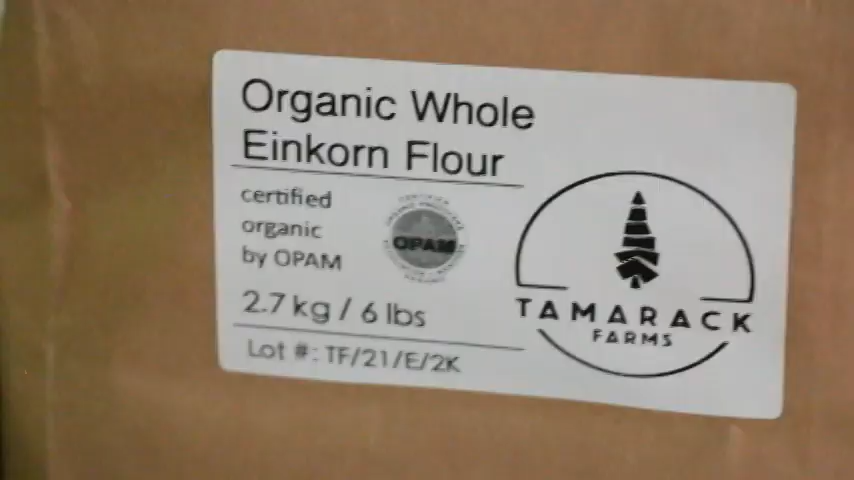 Organic Whole
Einkorn Flour
certified
organic
by OPAM
OPAM
2.7 kg / 6 lbs
Lot #: TF/21/E/2K
TAMARACK
FARMS